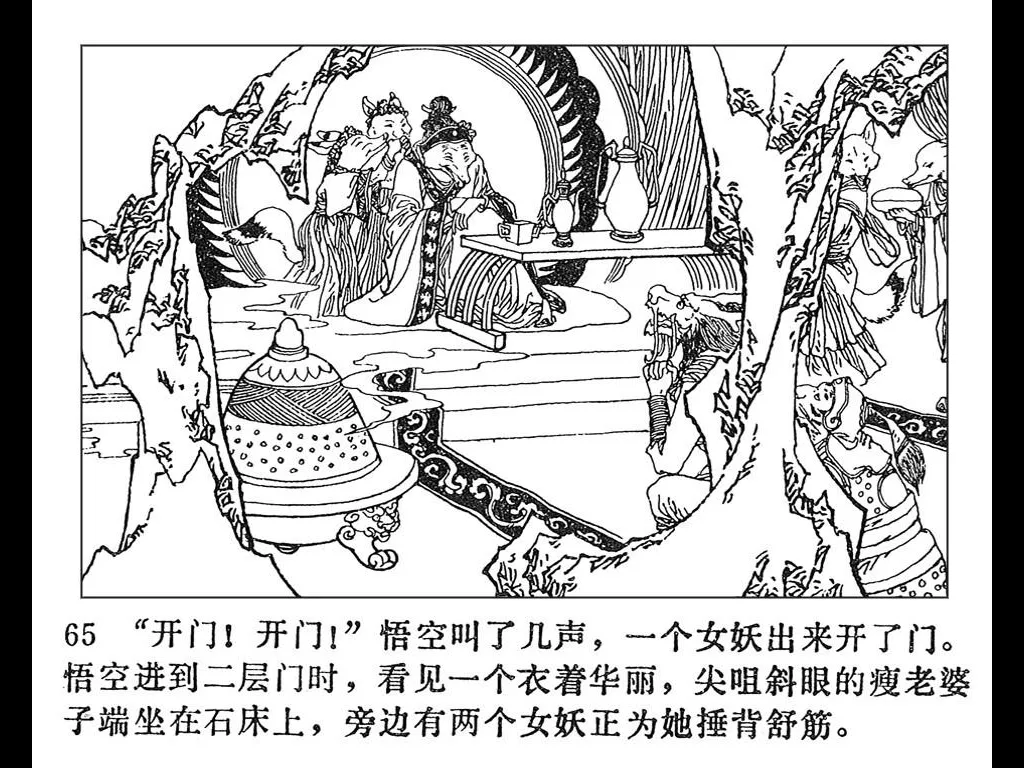 65 “开门！开门！”悟空叫了几声，一个女妖出来开了门。
悟空进到二层门时，看见一个衣着华丽，尖咀斜眼的瘦老婆
子端坐在石床上，旁边有两个女妖正为她捶背舒筋。